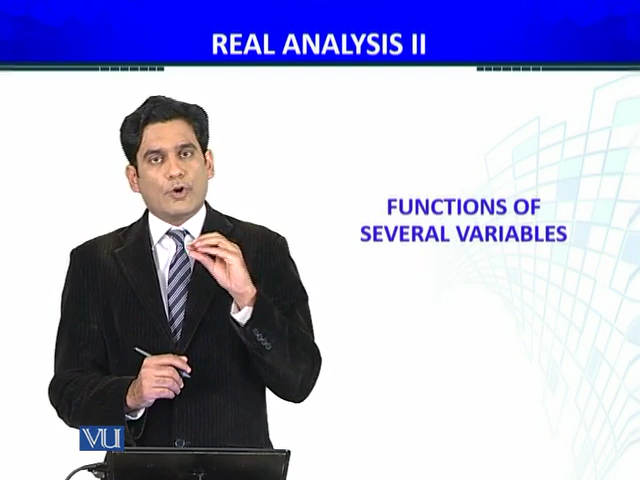 REAL ANALYSIS II
FUNCTIONS OF
SEVERAL VARIABLES
VU